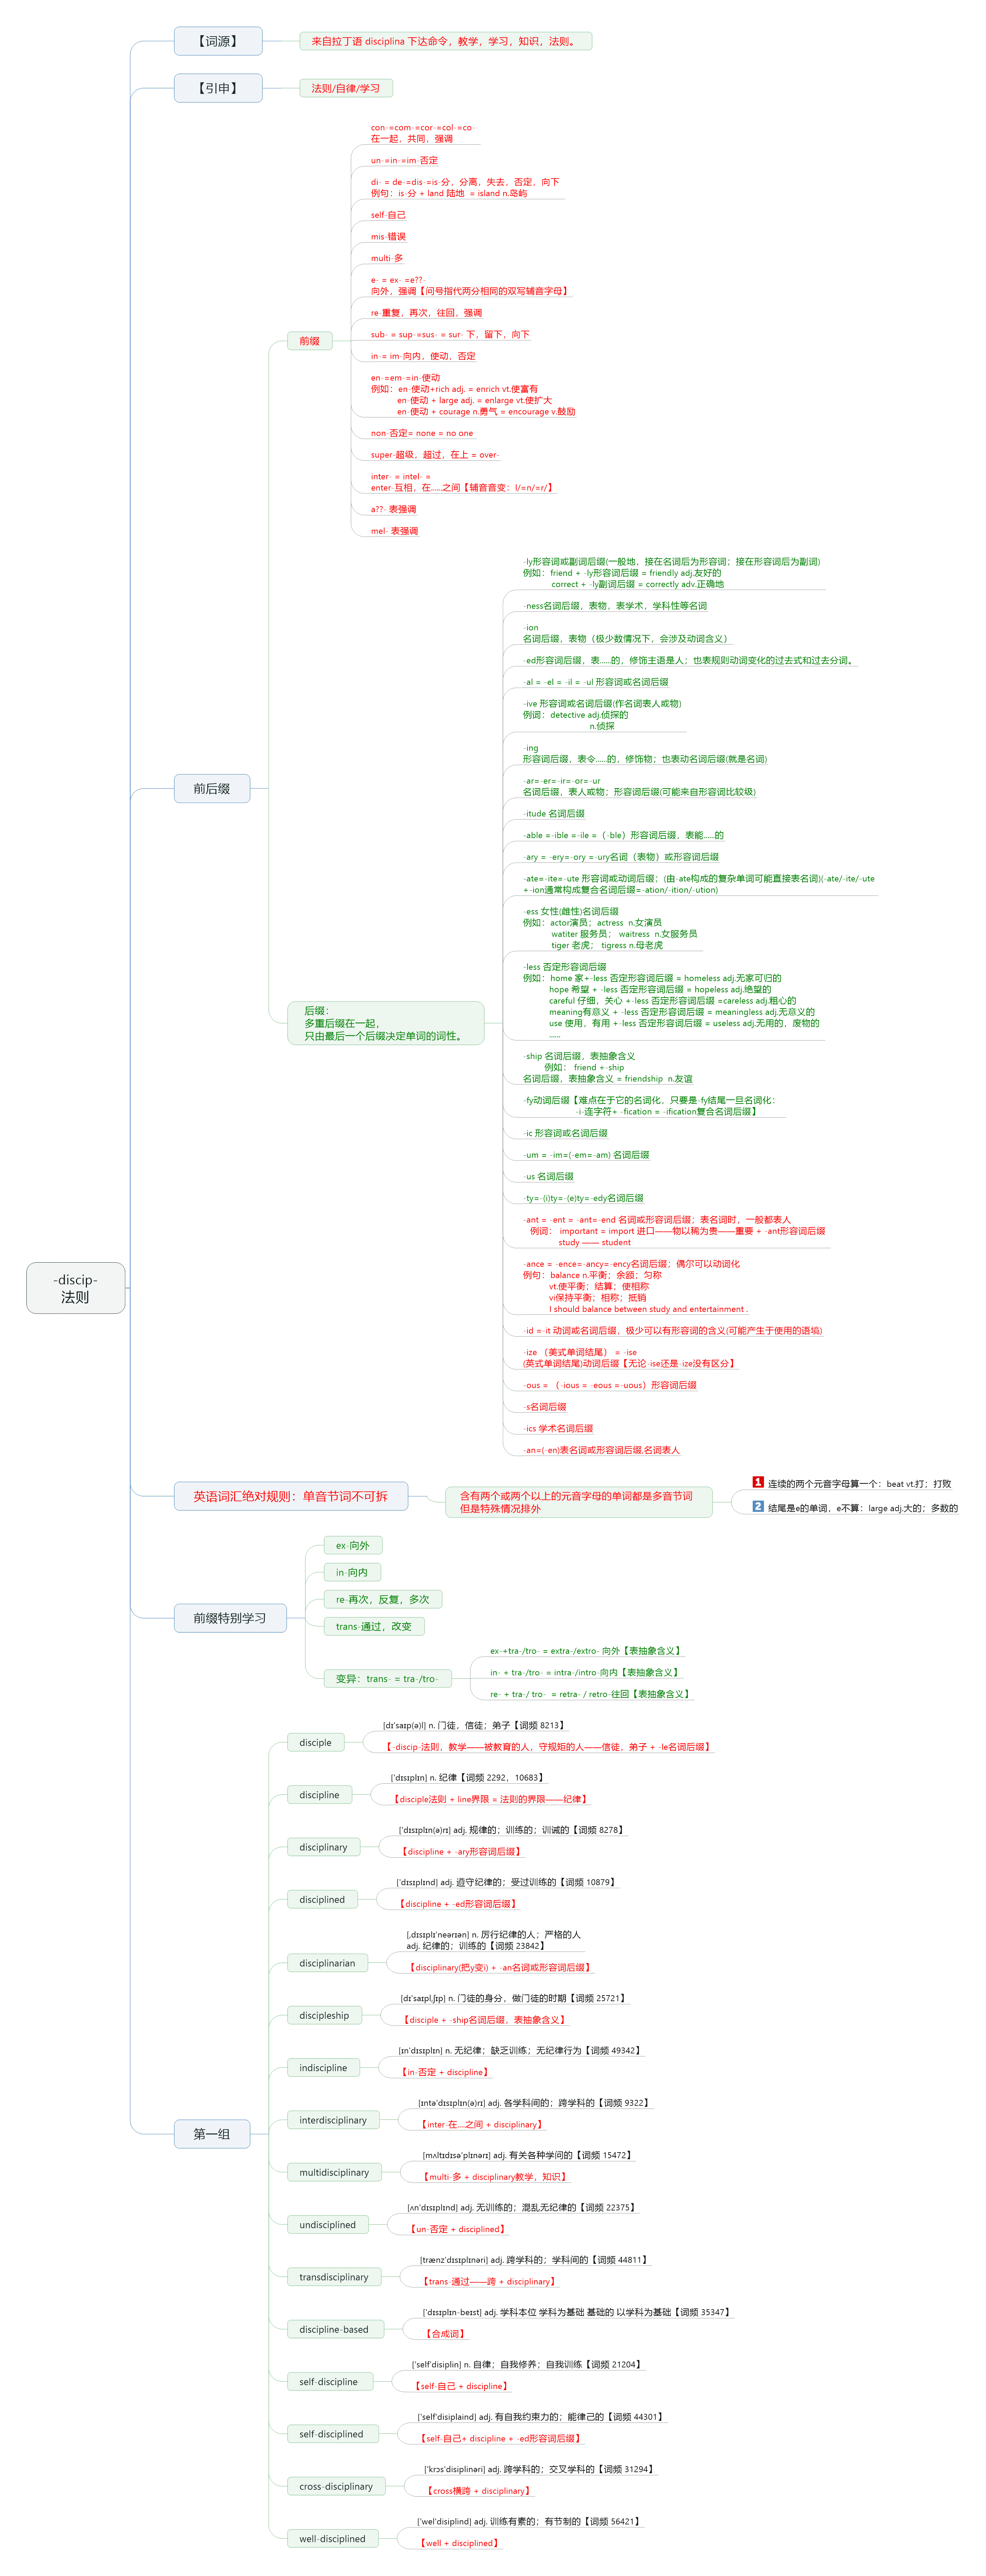 -discip-
法则
【词源】
来自拉丁语 disciplina 下达命令，教学，学习，知识，法则。
【引申】
法则/自律/学习
前后缀
前缀
con-=com-=cor-=col-=co-
在一起，共同，强调
un-=in-=im-否定
di- = de-=dis-=is-分，分离，失去，否定，向下
例句：is-分 + land 陆地 = island n.岛屿
self-自己
mis-错误
multi-多
e- = ex- =e??-
向外，强调【问号指代两分相同的双写辅音字母】
re-重复，再次，往回，强调
sub- = sup-=sus- = sur- 下，留下，向下
in-= im-向内，使动，否定
en-=em-=in-使动
例如：en-使动+rich adj. = enrich vt.使富有
en-使动 + large adj. = enlarge vt.使扩大
en-使动 + courage n.勇气 = encourage v.鼓励
non-否定= none = no one
super-超级，超过，在上 = over-
inter- = intel- =
enter-互相，在……之间【辅音音变：l/=n/=r/】
a??- 表强调
mel- 表强调
后缀：
多重后缀在一起，
只由最后一个后缀决定单词的词性。
-ly形容词或副词后缀(一般地，接在名词后为形容词；接在形容词后为副词)
例如：friend + -ly形容词后缀 = friendly adj.友好的
correct + -ly副词后缀 = correctly adv.正确地
-ness名词后缀，表物，表学术，学科性等名词
-ion
名词后缀，表物（极少数情况下，会涉及动词含义）
-ed形容词后缀，表……的，修饰主语是人；也表规则动词变化的过去式和过去分词。
-al = -el = -il = -ul 形容词或名词后缀
-ive 形容词或名词后缀(作名词表人或物)
例词：detective adj.侦探的
n.侦探
-ing
形容词后缀，表令……的，修饰物；也表动名词后缀(就是名词)
-ar=-er=-ir=-or=-ur
名词后缀，表人或物；形容词后缀(可能来自形容词比较级)
-itude 名词后缀
-able =-ible =-ile =（-ble）形容词后缀，表能……的
-ary = -ery=-ory =-ury名词（表物）或形容词后缀
-ate=-ite=-ute 形容词或动词后缀；(由-ate构成的复杂单词可能直接表名词)(-ate/-ite/-ute
+-ion通常构成复合名词后缀=-ation/-ition/-ution)
-ess 女性(雌性)名词后缀
例如：actor演员；actress n.女演员
watiter 服务员； waitress n.女服务员
tiger 老虎； tigress n.母老虎
-less 否定形容词后缀
例如：home 家+-less 否定形容词后缀 = homeless adj.无家可归的
hope 希望 + -less 否定形容词后缀 = hopeless adj.绝望的
careful 仔细，关心 +-less 否定形容词后缀 =careless adj.粗心的
meaning有意义 + -less 否定形容词后缀 = meaningless adj.无意义的
use 使用，有用 +-less 否定形容词后缀 = useless adj.无用的，废物的
……
-ship 名词后缀，表抽象含义
例如： friend +-ship
名词后缀，表抽象含义 = friendship n.友谊
-fy动词后缀【难点在于它的名词化，只要是-fy结尾一旦名词化：
-i-连字符+ -fication = -ification复合名词后缀】
-ic 形容词或名词后缀
-um = -im=(-em=-am) 名词后缀
-us 名词后缀
-ty=-(i)ty=-(e)ty=-edy名词后缀
-ant = -ent = -ant=-end 名词或形容词后缀；表名词时，一般都表人
例词： important = import 进口——物以稀为贵——重要 + -ant形容词后缀
study —— student
-ance = -ence=-ancy=-ency名词后缀；偶尔可以动词化
例句：balance n.平衡；余额；匀称
vt.使平衡；结算；使相称
vi保持平衡；相称；抵销
I should balance between study and entertainment .
-id =-it 动词或名词后缀，极少可以有形容词的含义(可能产生于使用的语境)
-ize （美式单词结尾） = -ise
(英式单词结尾)动词后缀【无论-ise还是-ize没有区分】
-ous = （-ious = -eous =-uous）形容词后缀
-s名词后缀
-ics 学术名词后缀
-an=(-en)表名词或形容词后缀,名词表人
英语词汇绝对规则：单音节词不可拆
含有两个或两个以上的元音字母的单词都是多音节词
但是特殊情况排外
1 连续的两个元音字母算一个：beat vt.打；打败
2 结尾是e的单词，e不算：large adj.大的；多数的
前缀特别学习
ex-向外
in-向内
re-再次，反复，多次
trans-通过，改变
变异：trans- = tra-/tro-
ex-+tra-/tro- = extra-/extro- 向外【表抽象含义】
in- + tra-/tro- = intra-/intro-向内【表抽象含义】
re- + tra-/ tro- = retra- / retro-往回【表抽象含义】
第一组
disciple
[dɪ'saɪp(ə)l] n. 门徒，信徒；弟子【词频 8213】
【-discip-法则，教学——被教育的人，守规矩的人——信徒，弟子 + -le名词后缀】
discipline
['dɪsɪplɪn] n. 纪律【词频 2292，10683】
【disciple法则 + line界限 = 法则的界限——纪律】
disciplinary
['dɪsɪplɪn(ə)rɪ] adj. 规律的；训练的；训诫的【词频 8278】
【discipline + -ary形容词后缀】
disciplined
['dɪsɪplɪnd] adj. 遵守纪律的；受过训练的【词频 10879】
【discipline + -ed形容词后缀】
disciplinarian
[,dɪsɪplɪ'neərɪən] n. 厉行纪律的人；严格的人
adj. 纪律的；训练的【词频 23842】
【disciplinary(把y变i) + -an名词或形容词后缀】
discipleship
[dɪ'saɪpl,ʃɪp] n. 门徒的身分，做门徒的时期【词频 25721】
【disciple + -ship名词后缀，表抽象含义】
indiscipline
[ɪn'dɪsɪplɪn] n. 无纪律；缺乏训练；无纪律行为【词频 49342】
【in-否定 + discipline】
interdisciplinary
[ɪntə'dɪsɪplɪn(ə)rɪ] adj. 各学科间的；跨学科的【词频 9322】
【inter-在....之间 + disciplinary】
multidisciplinary
[mʌltɪdɪsə'plɪnərɪ] adj. 有关各种学问的【词频 15472】
【multi-多 + disciplinary教学，知识】
undisciplined
[ʌn'dɪsɪplɪnd] adj. 无训练的；混乱无纪律的【词频 22375】
【un-否定 + disciplined】
transdisciplinary
[trænz'dɪsɪplɪnəri] adj. 跨学科的；学科间的【词频 44811】
【trans-通过——跨 + disciplinary】
discipline-based
['dɪsɪplɪn-beɪst] adj. 学科本位 学科为基础 基础的 以学科为基础【词频 35347】
【合成词】
self-discipline
['self'disiplin] n. 自律；自我修养；自我训练【词频 21204】
【self-自己 + discipline】
self-disciplined
['self'disiplaind] adj. 有自我约束力的；能律己的【词频 44301】
【self-自己+ discipline + -ed形容词后缀】
cross-disciplinary
['krɔs'disiplinəri] adj. 跨学科的；交叉学科的【词频 31294】
【cross横跨 + disciplinary】
well-disciplined
['wel'disiplind] adj. 训练有素的；有节制的【词频 56421】
【well + disciplined】